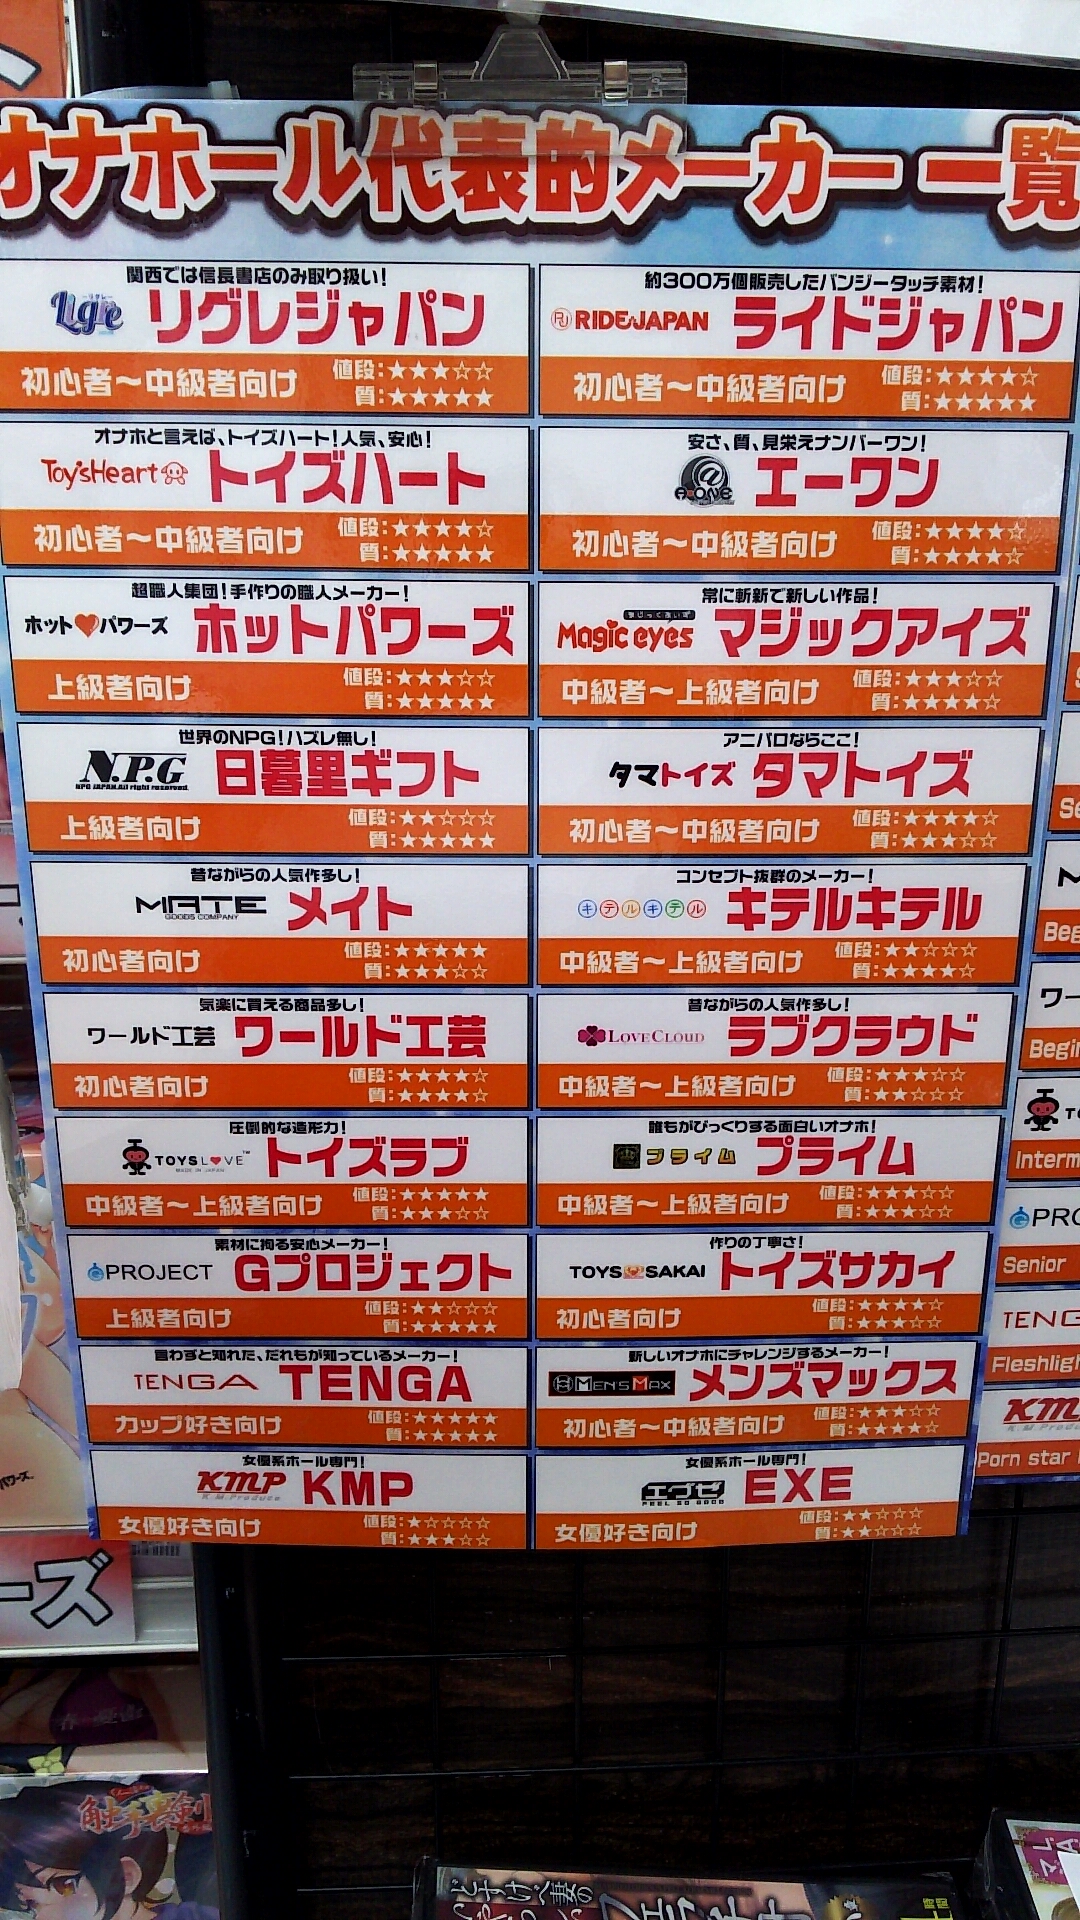 オナホール代表的メーカー一覧
関西では信長書店のみ取り扱い!
Ligre リグレジャパン
初心者～中級者向け
値段:★★★☆☆
質:★★★★★
約300万個販売したバンジータッチ素材!
RIDE JAPAN ライドジャパン
初心者～中級者向け
値段:★★★★☆
質:★★★★★
オナホと言えば、トイズハート!人気、安心!
Toy'sHeart トイズハート
初心者～中級者向け
値段:★★★★☆
質:★★★★★
安さ、質、見栄えナンバーワン!
A-ONE エーワン
初心者～中級者向け
値段:★★★★☆
質:★★★★☆
超職人集団!手作りの職人メーカー!
ホットパワーズ ホットパワーズ
上級者向け
値段:★★★☆☆
質:★★★★★
常に斬新で新しい作品!
Magic eyes マジックアイズ
中級者～上級者向け
値段:★★★☆☆
質:★★★★☆
世界のNPG!ハズレ無し!
N.P.G 日暮里ギフト
NPG JAPAN.All right reserved.
上級者向け
値段:★★☆☆☆
質:★★★★★
アニパロならここ!
タマトイズ タマトイズ
初心者～中級者向け
値段:★★★★☆
質:★★★☆☆
昔ながらの人気作多し!
MATE メイト
GOODS COMPANY
初心者向け
値段:★★★★★
質:★★★☆☆
コンセプト抜群のメーカー!
キテルキテル キテルキテル
中級者～上級者向け
値段:★★☆☆☆
質:★★★★☆
気楽に買える商品多し!
ワールド工芸 ワールド工芸
初心者向け
値段:★★★★☆
質:★★★★☆
昔ながらの人気作多し!
LOVE CLOUD ラブクラウド
中級者～上級者向け
値段:★★★☆☆
質:★★☆☆☆
圧倒的な造形力!
TOYSLOVE トイズラブ
MADE IN JAPAN
中級者～上級者向け
値段:★★★★★
質:★★★☆☆
誰もがびっくりする面白いオナホ!
プライム プライム
中級者～上級者向け
値段:★★★☆☆
質:★★★☆☆
素材に拘る安心メーカー!
PROJECT Gプロジェクト
上級者向け
値段:★★☆☆☆
質:★★★★★
作りの丁寧さ!
TOYS SAKAI トイズサカイ
初心者向け
値段:★★★★☆
質:★★★☆☆
言わずと知れた、だれもが知っているメーカー!
TENGA TENGA
カップ好き向け
値段:★★★★★
質:★★★★★
新しいオナホにチャレンジするメーカー!
MEN'S MAX メンズマックス
初心者～中級者向け
値段:★★★☆☆
質:★★★★☆
女優系ホール専門!
KMP KMP
K.M.Produce
女優好き向け
値段:★☆☆☆☆
質:★★★☆☆
女優系ホール専門!
エグゼ EXE
FEEL SO GOOD
女優好き向け
値段:★★☆☆☆
質:★★☆☆☆
Beg
ワー
Begin
TO
Interm
PRO
Senior
TENG
Fleshligh
KM
Porn star
パワーズ
ーズ